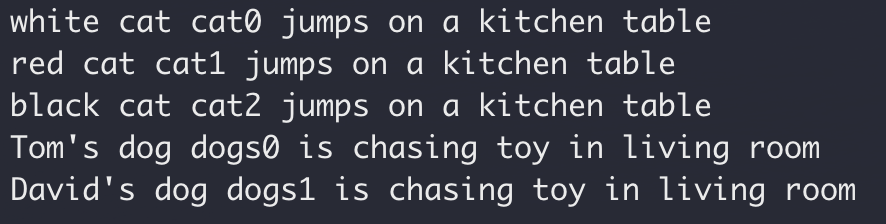 white cat cat0 jumps on a kitchen table
red cat cat1 jumps on a kitchen table
black cat cat2 jumps on a kitchen table
Tom's dog dogs0 is chasing toy in living room
David's dog dogs1 is chasing toy in living room